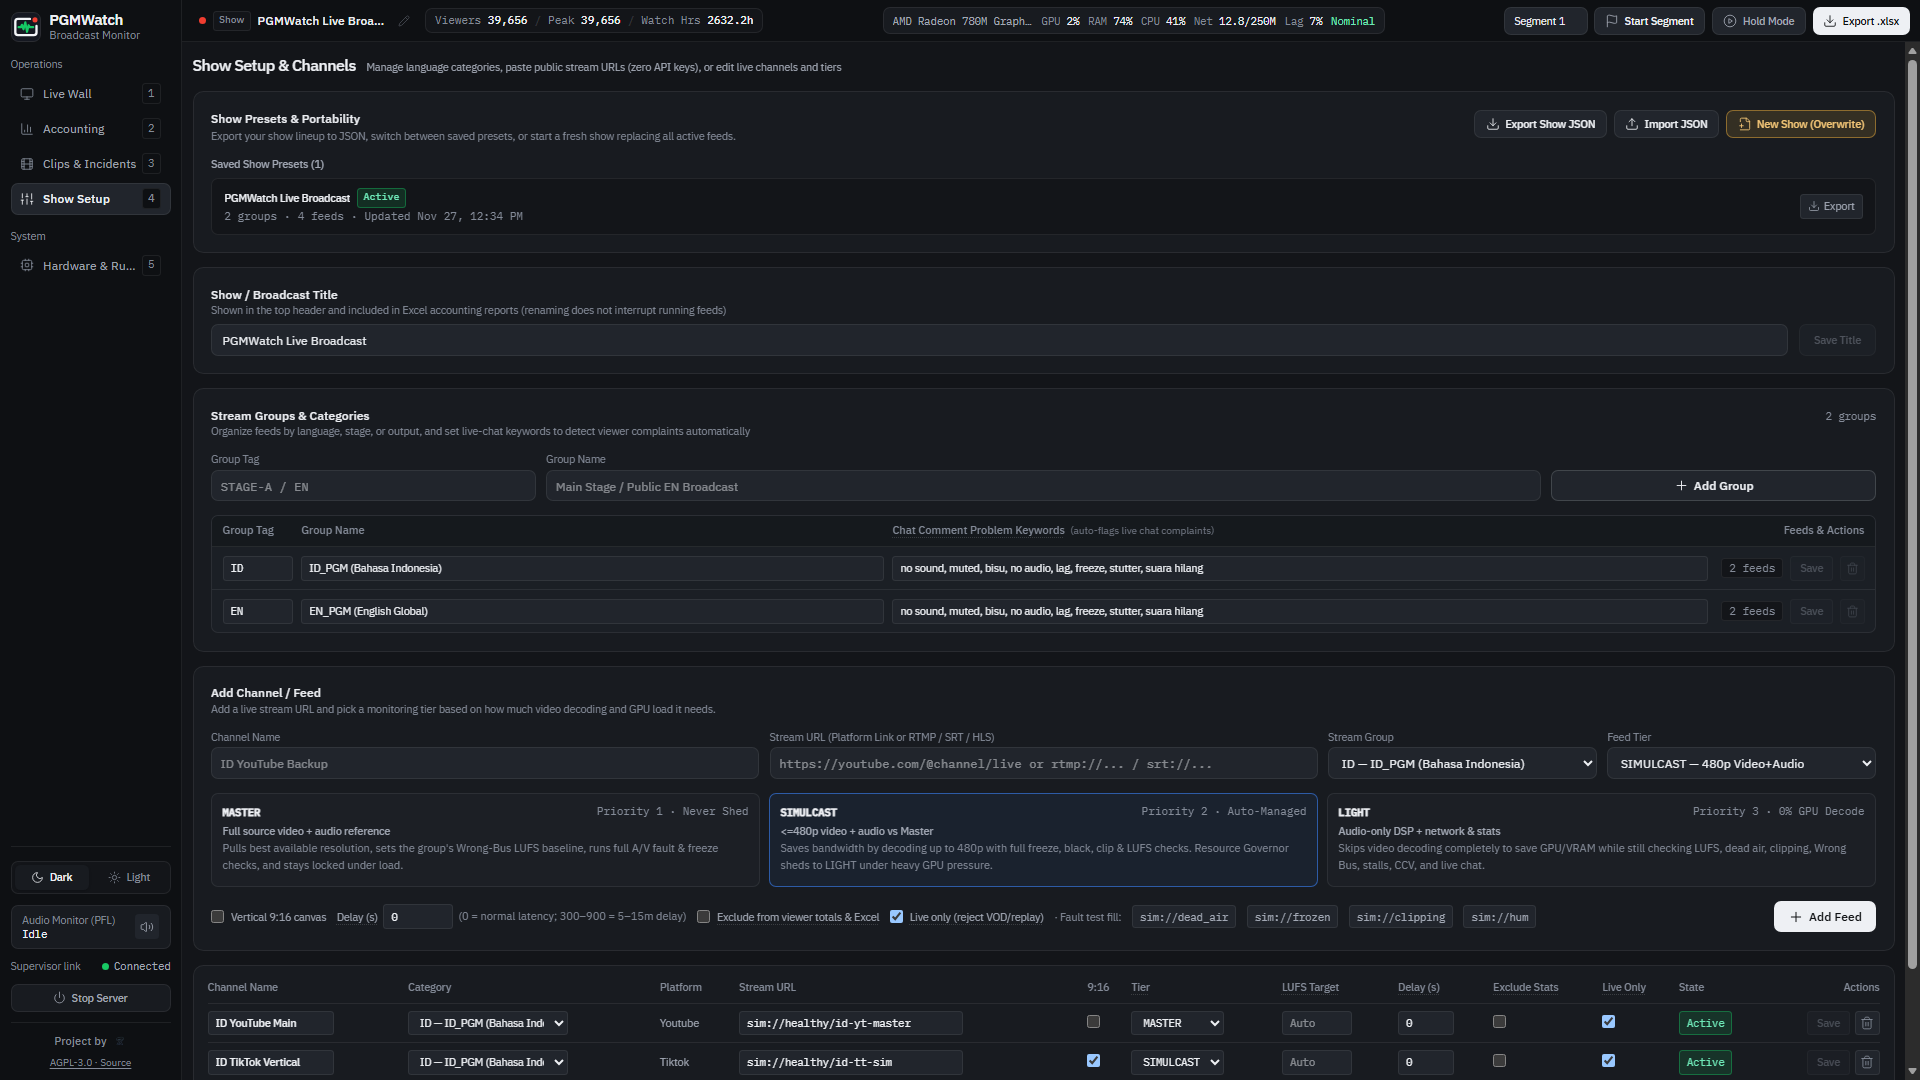 PGMWatch
Broadcast Monitor
Operations
Live Wall 1
Accounting 2
Clips & Incidents 3
Show Setup 4
System
Hardware & Ru... 5
Dark Light
Audio Monitor (PFL)
Idle
Supervisor link Connected
Stop Server
Project by
AGPL-3.0 · Source
Show PGMWatch Live Broa... Viewers 39,656 / Peak 39,656 / Watch Hrs 2632.2h AMD Radeon 780M Graph... GPU 2% RAM 74% CPU 41% Net 12.8/250M Lag 7% Nominal Segment 1 Start Segment Hold Mode Export .xlsx
Show Setup & Channels Manage language categories, paste public stream URLs (zero API keys), or edit live channels and tiers
Show Presets & Portability
Export your show lineup to JSON, switch between saved presets, or start a fresh show replacing all active feeds.
Export Show JSON Import JSON New Show (Overwrite)
Saved Show Presets (1)
PGMWatch Live Broadcast Active
2 groups · 4 feeds · Updated Nov 27, 12:34 PM
Export
Show / Broadcast Title
Shown in the top header and included in Excel accounting reports (renaming does not interrupt running feeds)
PGMWatch Live Broadcast Save Title
Stream Groups & Categories 2 groups
Organize feeds by language, stage, or output, and set live-chat keywords to detect viewer complaints automatically
Group Tag Group Name
STAGE-A / EN Main Stage / Public EN Broadcast + Add Group
Group Tag Group Name Chat Comment Problem Keywords (auto-flags live chat complaints) Feeds & Actions
ID ID_PGM (Bahasa Indonesia) no sound, muted, bisu, no audio, lag, freeze, stutter, suara hilang 2 feeds Save
EN EN_PGM (English Global) no sound, muted, bisu, no audio, lag, freeze, stutter, suara hilang 2 feeds Save
Add Channel / Feed
Add a live stream URL and pick a monitoring tier based on how much video decoding and GPU load it needs.
Channel Name Stream URL (Platform Link or RTMP / SRT / HLS) Stream Group Feed Tier
ID YouTube Backup https://youtube.com/@channel/live or rtmp://... / srt://... ID — ID_PGM (Bahasa Indonesia) SIMULCAST — 480p Video+Audio
MASTER Priority 1 · Never Shed
Full source video + audio reference
Pulls best available resolution, sets the group's Wrong-Bus LUFS baseline, runs full A/V fault & freeze
checks, and stays locked under load.
SIMULCAST Priority 2 · Auto-Managed
<=480p video + audio vs Master
Saves bandwidth by decoding up to 480p with full freeze, black, clip & LUFS checks. Resource Governor
sheds to LIGHT under heavy GPU pressure.
LIGHT Priority 3 · 0% GPU Decode
Audio-only DSP + network & stats
Skips video decoding completely to save GPU/VRAM while still checking LUFS, dead air, clipping, Wrong
Bus, stalls, CCV, and live chat.
Vertical 9:16 canvas Delay (s) 0 (0 = normal latency; 300–900 = 5–15m delay) Exclude from viewer totals & Excel Live only (reject VOD/replay) · Fault test fill: sim://dead_air sim://frozen sim://clipping sim://hum + Add Feed
Channel Name Category Platform Stream URL 9:16 Tier LUFS Target Delay (s) Exclude Stats Live Only State Actions
ID YouTube Main ID — ID_PGM (Bahasa Ind Youtube sim://healthy/id-yt-master MASTER Auto 0 Active Save
ID TikTok Vertical ID — ID_PGM (Bahasa Ind Tiktok sim://healthy/id-tt-sim SIMULCAST Auto 0 Active Save